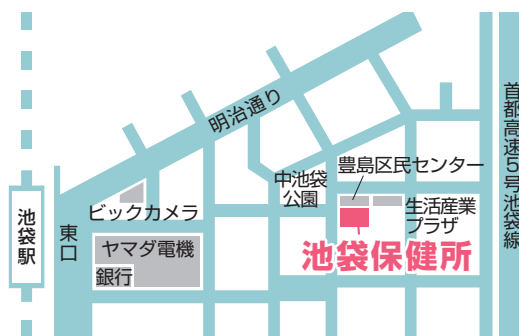 明治通り
首都高速5号池袋線
豊島区民センター
中池袋
公園
生活産業
プラザ
ビックカメラ
池袋駅
東口
ヤマダ電機
銀行
池袋保健所